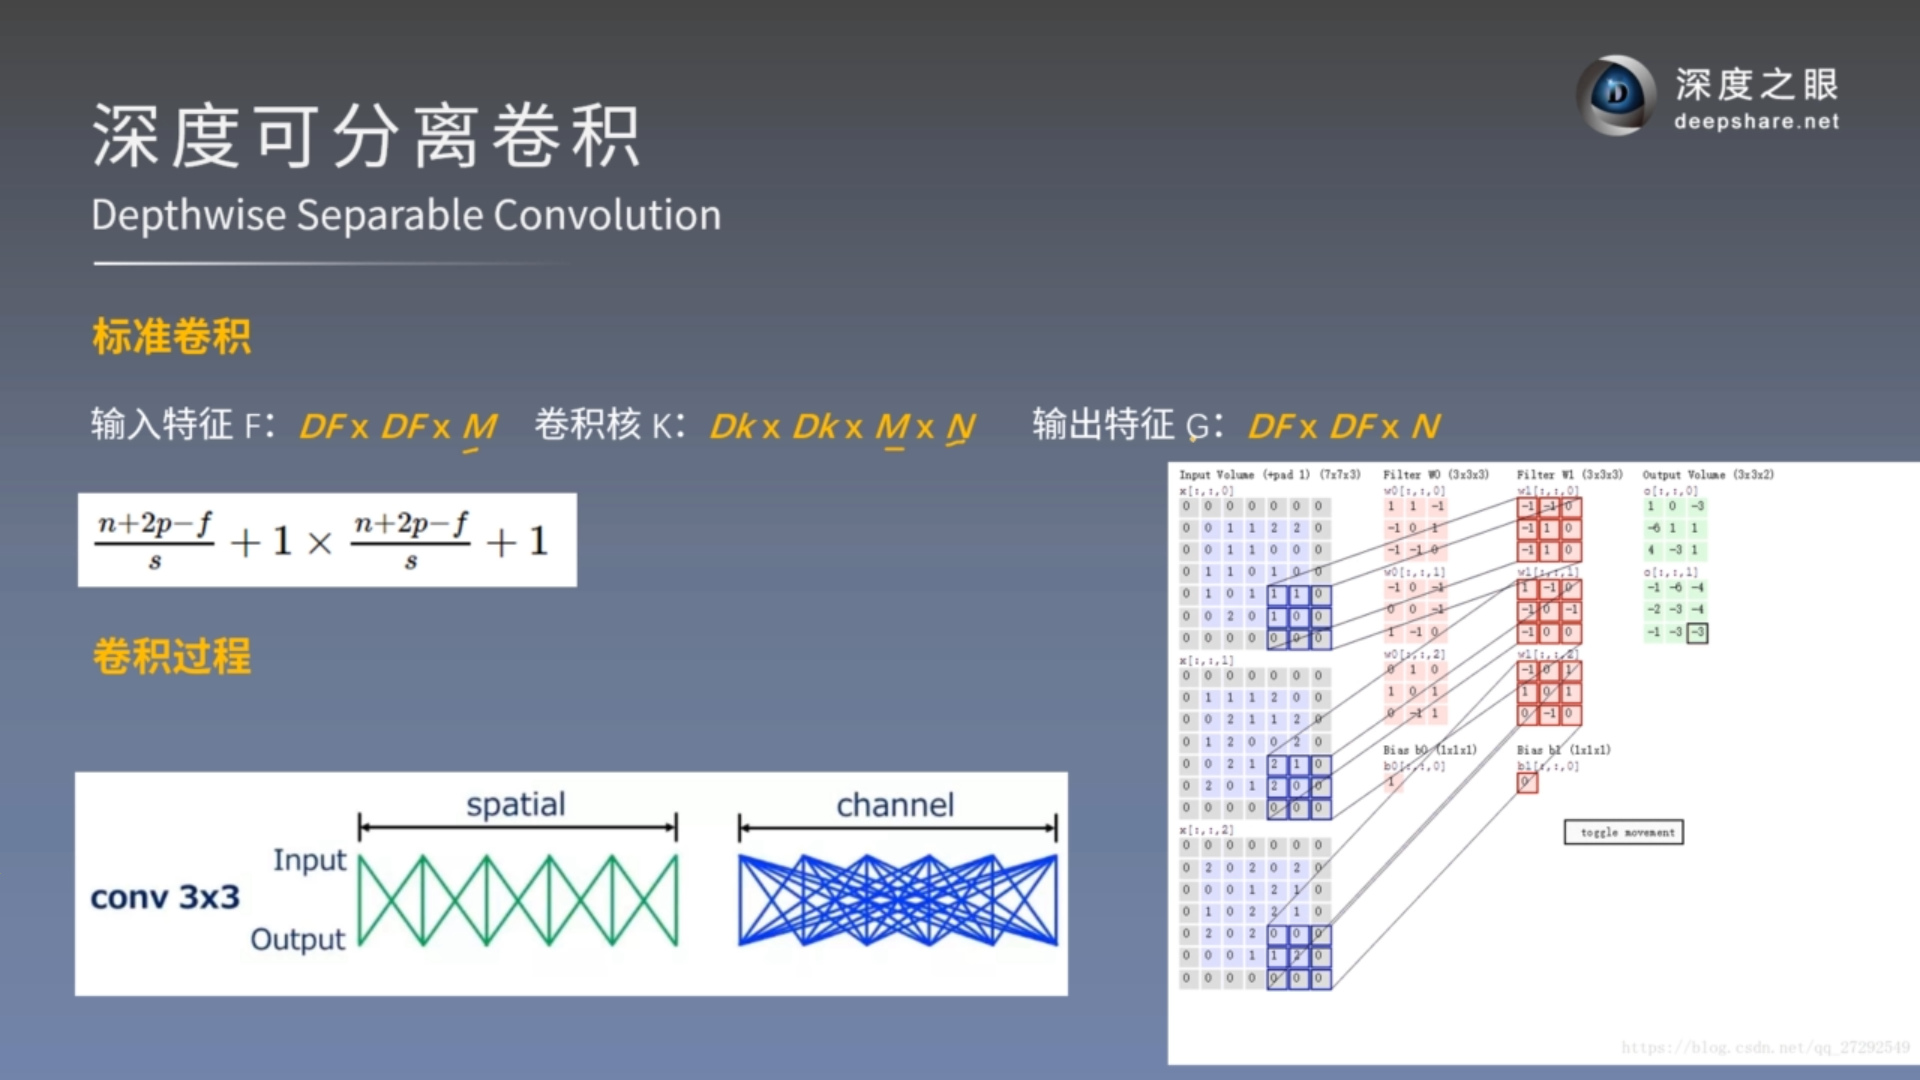 深度之眼
deepshare.net
深度可分离卷积
Depthwise Separable Convolution
标准卷积
输入特征 F： DF x DF x M 卷积核 K： Dk x Dk x M x N 输出特征 G： DF x DF x N
n+2p−f/s + 1 × n+2p−f/s + 1
卷积过程
spatial channel
Input
conv 3x3
Output
Input Volume (+pad 1) (7x7x3) Filter W0 (3x3x3) Filter W1 (3x3x3) Output Volume (3x3x2)
x[:,:,0] w0[:,:,0] w1[:,:,0] o[:,:,0]
0 0 0 0 0 0 0 1 1 -1 -1 -1 0 1 0 -3
0 0 1 1 2 2 0 -1 0 1 -1 1 0 -6 1 1
0 0 1 1 0 0 0 -1 -1 0 -1 1 0 4 -3 1
0 1 1 0 1 0 0 w0[:,:,1] w1[:,:,1] o[:,:,1]
0 1 0 1 1 1 0 -1 0 -1 1 -1 0 -1 -6 -4
0 0 2 0 1 0 0 0 0 -1 -1 0 -1 -2 -3 -4
0 0 0 0 0 0 0 1 -1 0 -1 0 0 -1 -3 -3
x[:,:,1] w0[:,:,2] w1[:,:,2]
0 0 0 0 0 0 0 0 1 0 -1 0 1
0 1 1 1 2 0 0 1 0 1 1 0 1
0 0 2 1 1 2 0 0 -1 1 0 -1 0
0 1 2 0 0 2 0 Bias b0 (1x1x1) Bias b1 (1x1x1)
0 0 2 1 2 1 0 b0[:,:,0] b1[:,:,0]
0 2 0 1 2 0 0 1 0
0 0 0 0 0 0 0
x[:,:,2] toggle movement
0 0 0 0 0 0 0
0 2 0 2 0 2 0
0 0 0 1 2 1 0
0 1 0 2 2 1 0
0 2 0 2 0 0 0
0 0 0 1 1 2 0
0 0 0 0 0 0 0
https://blog.csdn.net/qq_27292549